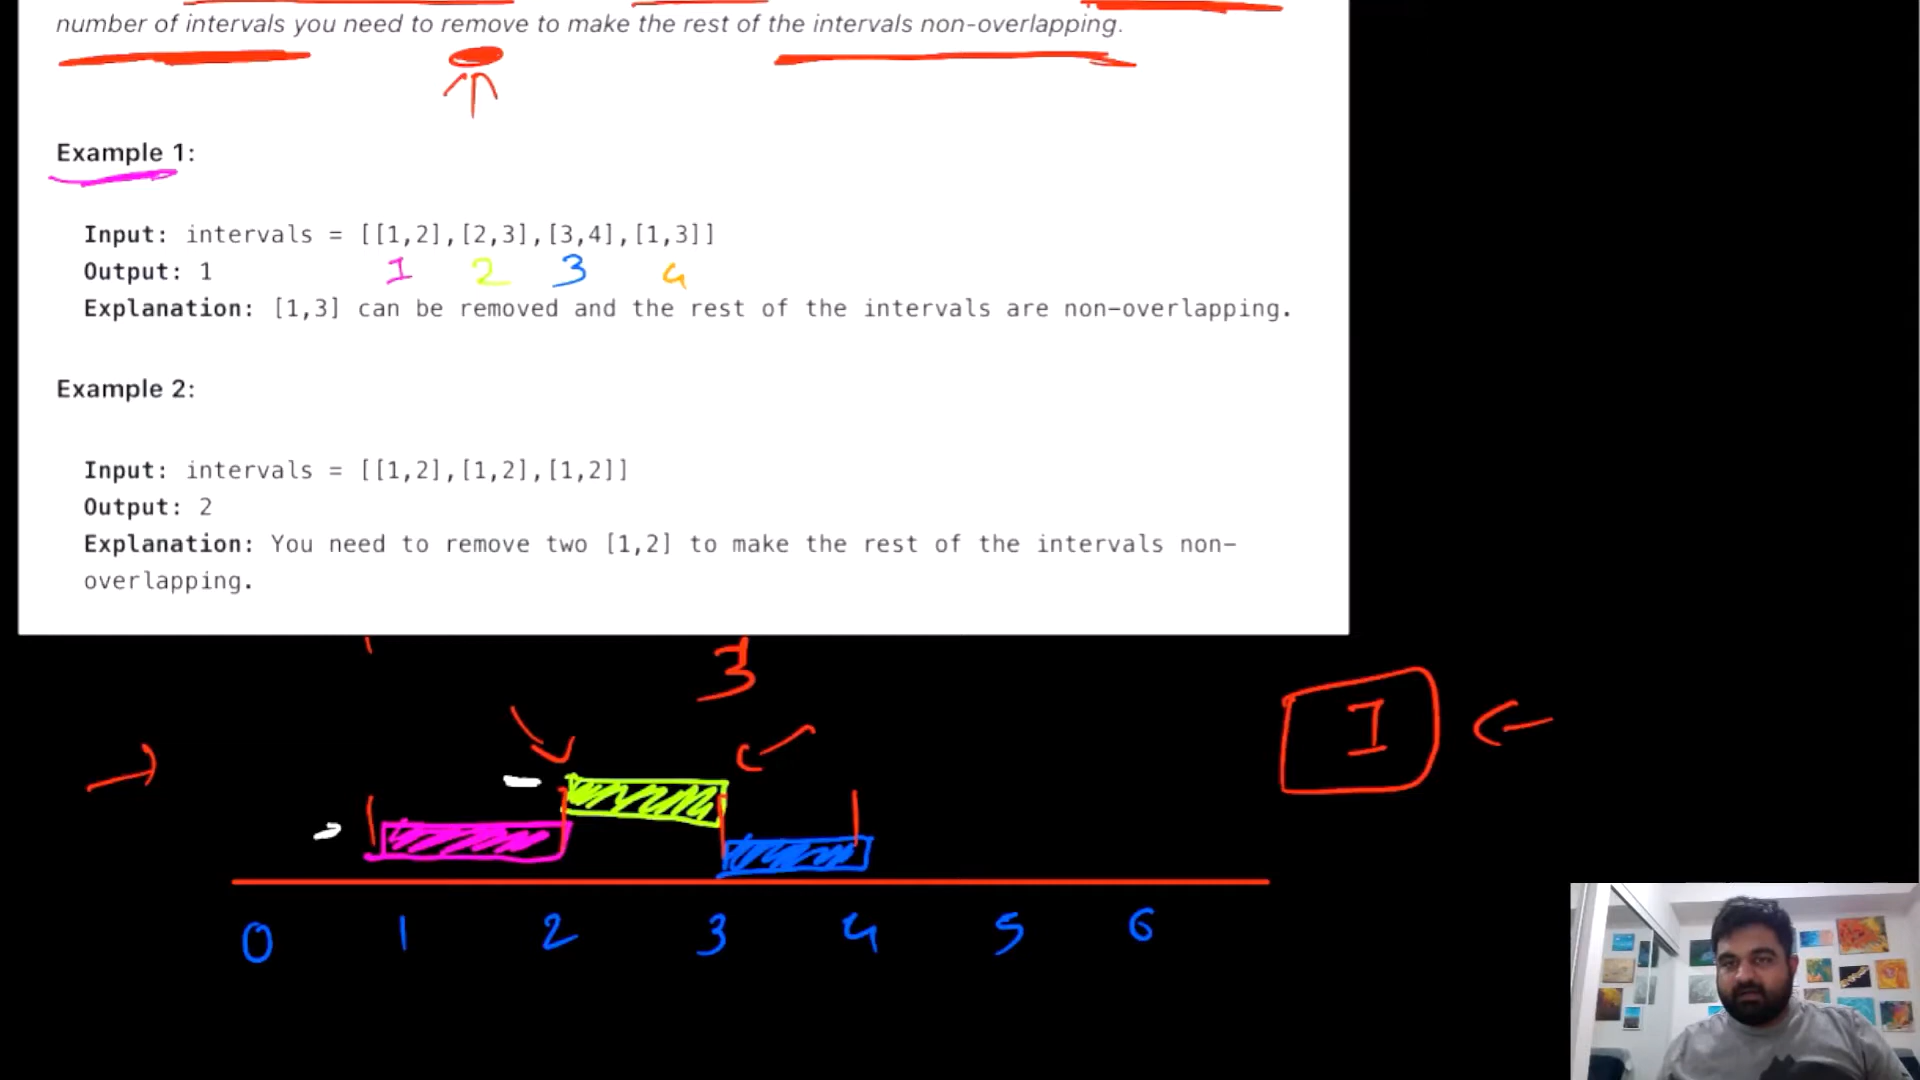 number of intervals you need to remove to make the rest of the intervals non-overlapping.
Example 1:
Input: intervals = [[1,2],[2,3],[3,4],[1,3]]
Output: 1
1 2 3 4
Explanation: [1,3] can be removed and the rest of the intervals are non-overlapping.
Example 2:
Input: intervals = [[1,2],[1,2],[1,2]]
Output: 2
Explanation: You need to remove two [1,2] to make the rest of the intervals non-
overlapping.
3
1
0 1 2 3 4 5 6